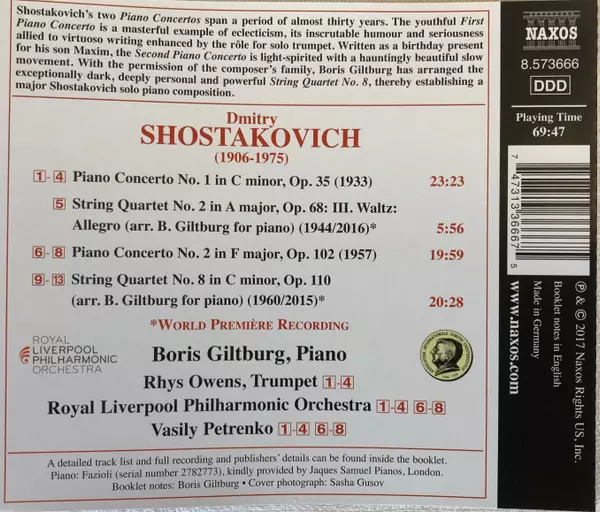 Shostakovich's two Piano Concertos span a period of almost thirty years. The youthful First
Piano Concerto is a masterful example of eclecticism, its inscrutable humour and seriousness
allied to virtuoso writing enhanced by the rôle for solo trumpet. Written as a birthday present
for his son Maxim, the Second Piano Concerto is light-spirited with a hauntingly beautiful slow
movement. With the permission of the composer's family, Boris Giltburg has arranged the
exceptionally dark, deeply personal and powerful String Quartet No. 8, thereby establishing a
major Shostakovich solo piano composition.
Dmitry
SHOSTAKOVICH
(1906-1975)
1-4 Piano Concerto No. 1 in C minor, Op. 35 (1933) 23:23
5 String Quartet No. 2 in A major, Op. 68: III. Waltz:
Allegro (arr. B. Giltburg for piano) (1944/2016)* 5:56
6-8 Piano Concerto No. 2 in F major, Op. 102 (1957) 19:59
9-13 String Quartet No. 8 in C minor, Op. 110
(arr. B. Giltburg for piano) (1960/2015)* 20:28
*WORLD PREMIÈRE RECORDING
ROYAL
LIVERPOOL
PHILHARMONIC
ORCHESTRA
Boris Giltburg, Piano
Rhys Owens, Trumpet 1-4
Royal Liverpool Philharmonic Orchestra 1-4 6-8
Vasily Petrenko 1-4 6-8
A detailed track list and full recording and publishers' details can be found inside the booklet.
Piano: Fazioli (serial number 2782773), kindly provided by Jaques Samuel Pianos, London.
Booklet notes: Boris Giltburg • Cover photograph: Sasha Gusov
NAXOS
8.573666
DDD
Playing Time
69:47
7 47313 36667 5
www.naxos.com
Made in Germany
Booklet notes in English
℗ & © 2017 Naxos Rights US, Inc.